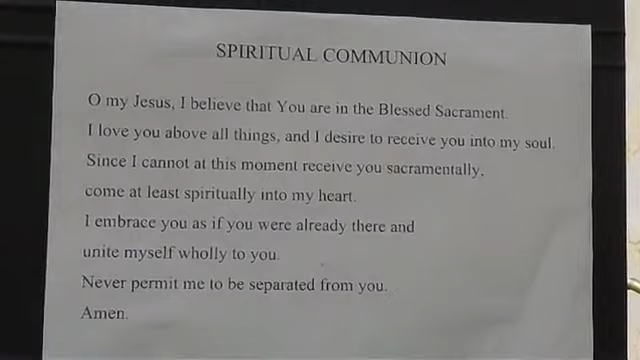 SPIRITUAL COMMUNION
O my Jesus, I believe that You are in the Blessed Sacrament.
I love you above all things, and I desire to receive you into my soul.
Since I cannot at this moment receive you sacramentally,
come at least spiritually into my heart.
I embrace you as if you were already there and
unite myself wholly to you.
Never permit me to be separated from you.
Amen.